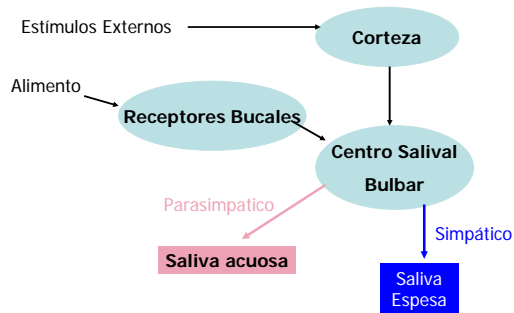 Estímulos Externos
Corteza
Alimento
Receptores Bucales
Centro Salival
Bulbar
Parasimpatico
Simpático
Saliva acuosa
Saliva
Espesa